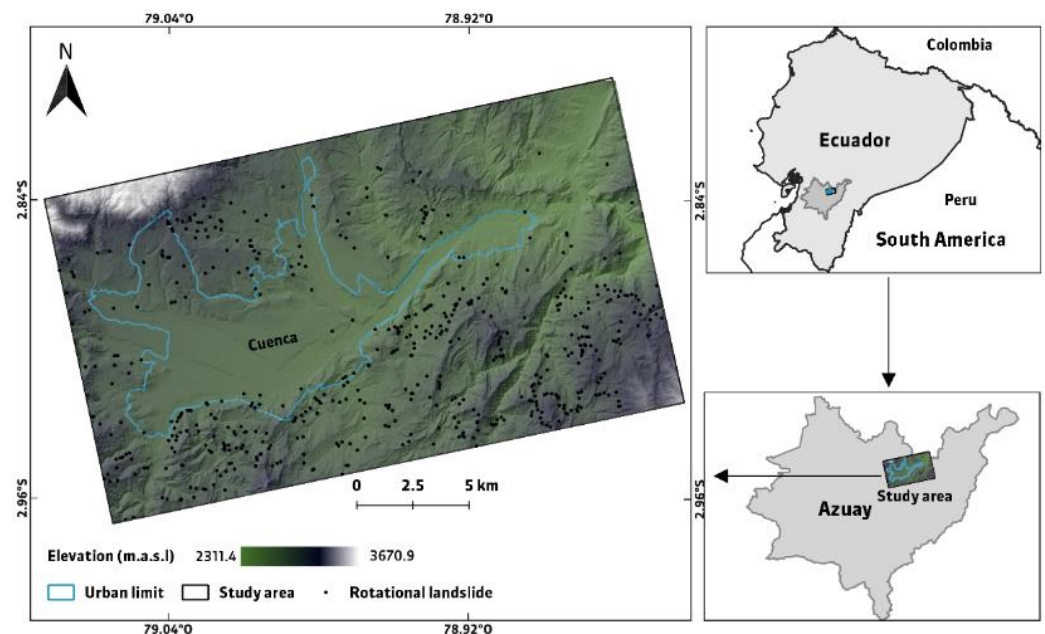 79.04°O
78.92°O
N
2.84°S
2.84°S
Cuenca
0 2.5 5 km
2.96°S
2.96°S
Elevation (m.a.s.l) 2311.4 3670.9
Urban limit Study area Rotational landslide
79.04°O
78.92°O
Colombia
Ecuador
Peru
South America
Study area
Azuay